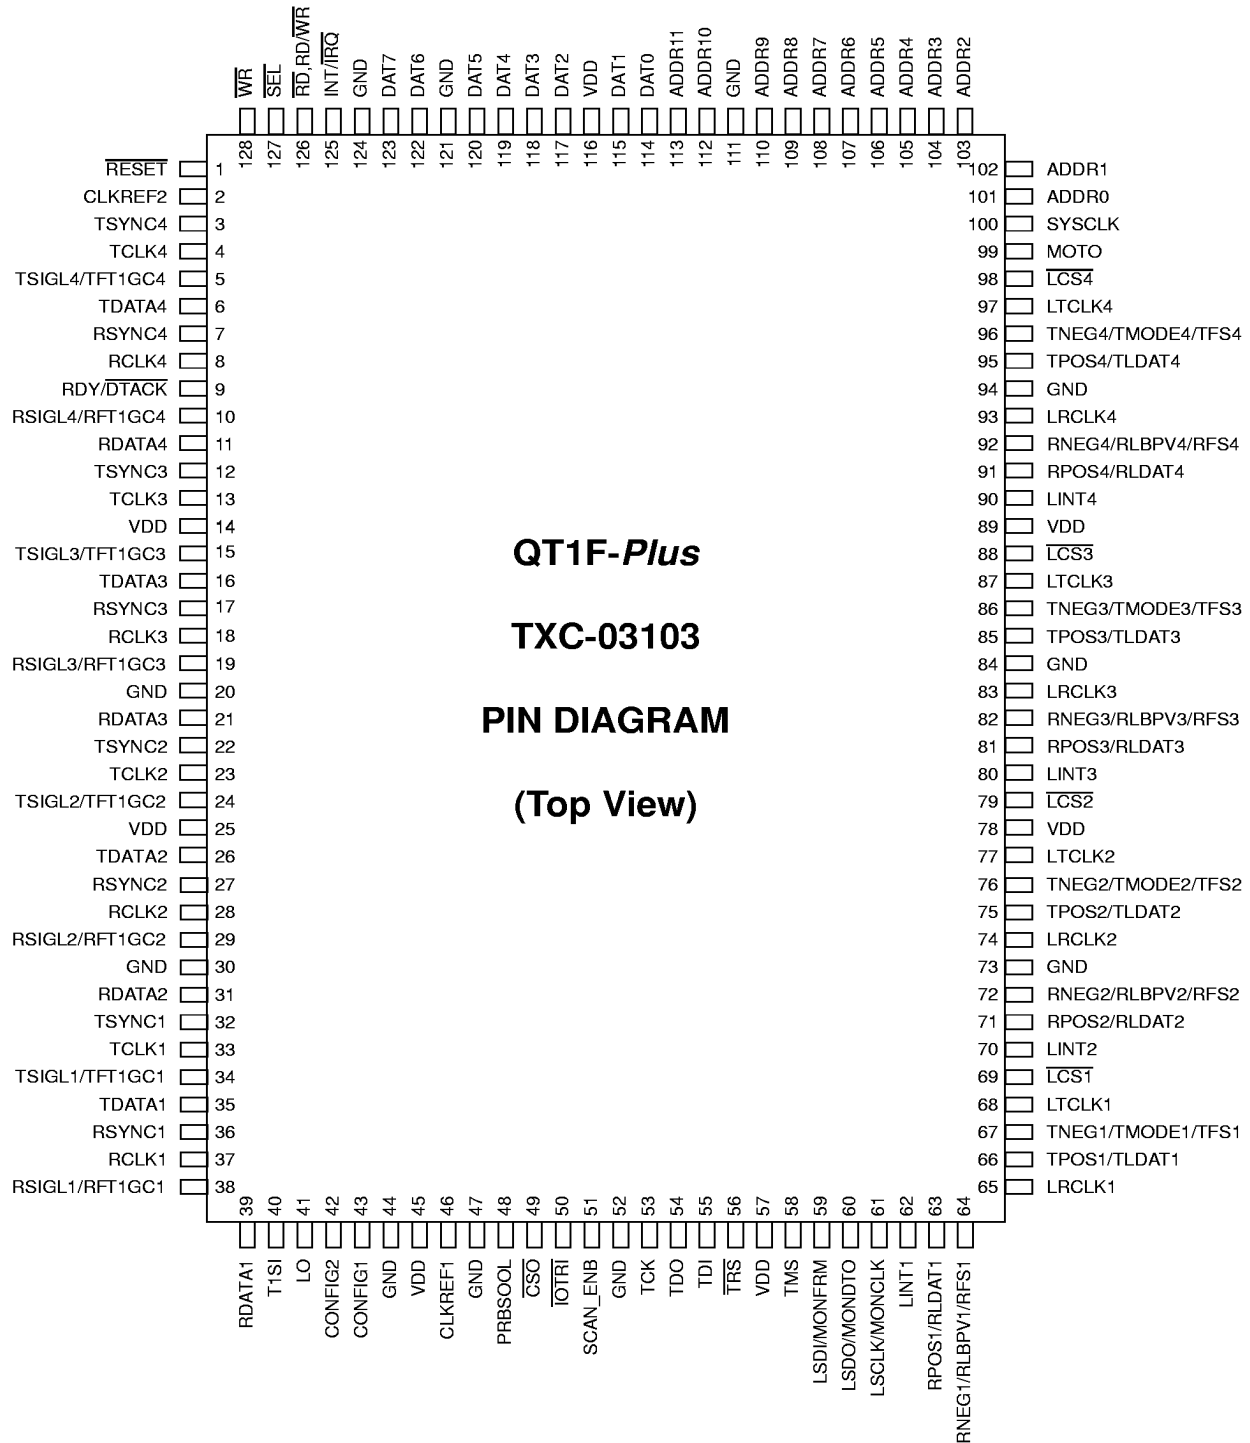 WR
SEL
RD,RD/WR
INT/IRQ
GND
DAT7
DAT6
GND
DAT5
DAT4
DAT3
DAT2
VDD
DAT1
DAT0
ADDR11
ADDR10
GND
ADDR9
ADDR8
ADDR7
ADDR6
ADDR5
ADDR4
ADDR3
ADDR2
128
127
126
125
124
123
122
121
120
119
118
117
116
115
114
113
112
111
110
109
108
107
106
105
104
103
RESET 1
CLKREF2 2
TSYNC4 3
TCLK4 4
TSIGL4/TFT1GC4 5
TDATA4 6
RSYNC4 7
RCLK4 8
RDY/DTACK 9
RSIGL4/RFT1GC4 10
RDATA4 11
TSYNC3 12
TCLK3 13
VDD 14
TSIGL3/TFT1GC3 15
TDATA3 16
RSYNC3 17
RCLK3 18
RSIGL3/RFT1GC3 19
GND 20
RDATA3 21
TSYNC2 22
TCLK2 23
TSIGL2/TFT1GC2 24
VDD 25
TDATA2 26
RSYNC2 27
RCLK2 28
RSIGL2/RFT1GC2 29
GND 30
RDATA2 31
TSYNC1 32
TCLK1 33
TSIGL1/TFT1GC1 34
TDATA1 35
RSYNC1 36
RCLK1 37
RSIGL1/RFT1GC1 38
QT1F-Plus
TXC-03103
PIN DIAGRAM
(Top View)
102 ADDR1
101 ADDR0
100 SYSCLK
99 MOTO
98 LCS4
97 LTCLK4
96 TNEG4/TMODE4/TFS4
95 TPOS4/TLDAT4
94 GND
93 LRCLK4
92 RNEG4/RLBPV4/RFS4
91 RPOS4/RLDAT4
90 LINT4
89 VDD
88 LCS3
87 LTCLK3
86 TNEG3/TMODE3/TFS3
85 TPOS3/TLDAT3
84 GND
83 LRCLK3
82 RNEG3/RLBPV3/RFS3
81 RPOS3/RLDAT3
80 LINT3
79 LCS2
78 VDD
77 LTCLK2
76 TNEG2/TMODE2/TFS2
75 TPOS2/TLDAT2
74 LRCLK2
73 GND
72 RNEG2/RLBPV2/RFS2
71 RPOS2/RLDAT2
70 LINT2
69 LCS1
68 LTCLK1
67 TNEG1/TMODE1/TFS1
66 TPOS1/TLDAT1
65 LRCLK1
39
40
41
42
43
44
45
46
47
48
49
50
51
52
53
54
55
56
57
58
59
60
61
62
63
64
RDATA1
T1SI
LO
CONFIG2
CONFIG1
GND
VDD
CLKREF1
GND
PRBSOOL
CSO
IOTRI
SCAN_ENB
GND
TCK
TDO
TDI
TRS
VDD
TMS
LSDI/MONFRM
LSDO/MONDTO
LSCLK/MONCLK
LINT1
RPOS1/RLDAT1
RNEG1/RLBPV1/RFS1